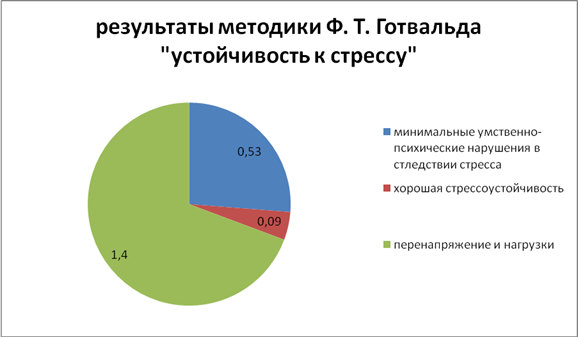 результаты методики Ф. Т. Готвальда
"устойчивость к стрессу"
0,53
0,09
1,4
минимальные умственно-
психические нарушения в
стледствии стресса
хорошая стрессоустойчивость
перенапряжение и нагрузки